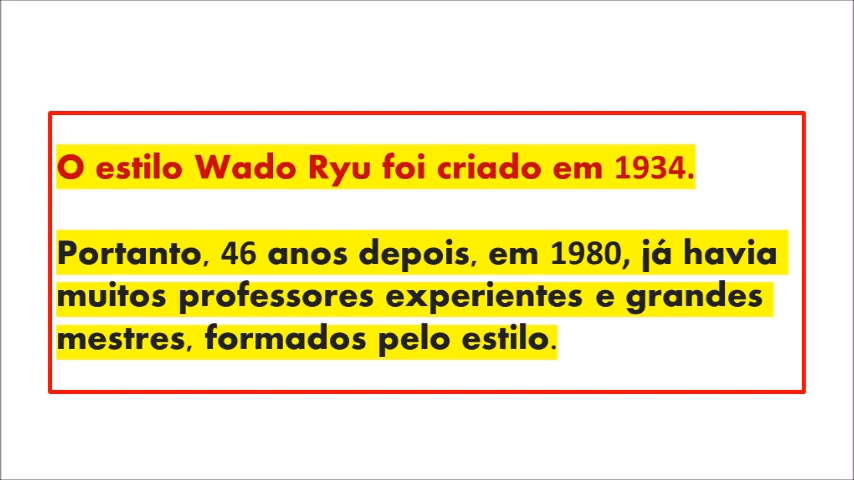 O estilo Wado Ryu foi criado em 1934.
Portanto, 46 anos depois, em 1980, já havia
muitos professores experientes e grandes
mestres, formados pelo estilo.